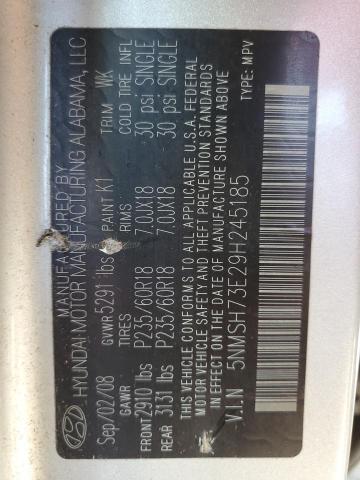 MANUFACTURED BY
HYUNDAI MOTOR MANUFACTURING ALABAMA, LLC
Sep/02/08 GVWR 5291 lbs PAINT K1 TRIM WK
GAWR TIRES RIMS COLD TIRE INFL
FRONT 2910 lbs P235/60R18 7.0JX18 30 psi SINGLE
REAR 3131 lbs P235/60R18 7.0JX18 30 psi SINGLE
THIS VEHICLE CONFORMS TO ALL APPLICABLE U.S.A. FEDERAL
MOTOR VEHICLE SAFETY AND THEFT PREVENTION STANDARDS
IN EFFECT ON THE DATE OF MANUFACTURE SHOWN ABOVE
V.I.N 5NMSH73E29H245185 TYPE: MPV